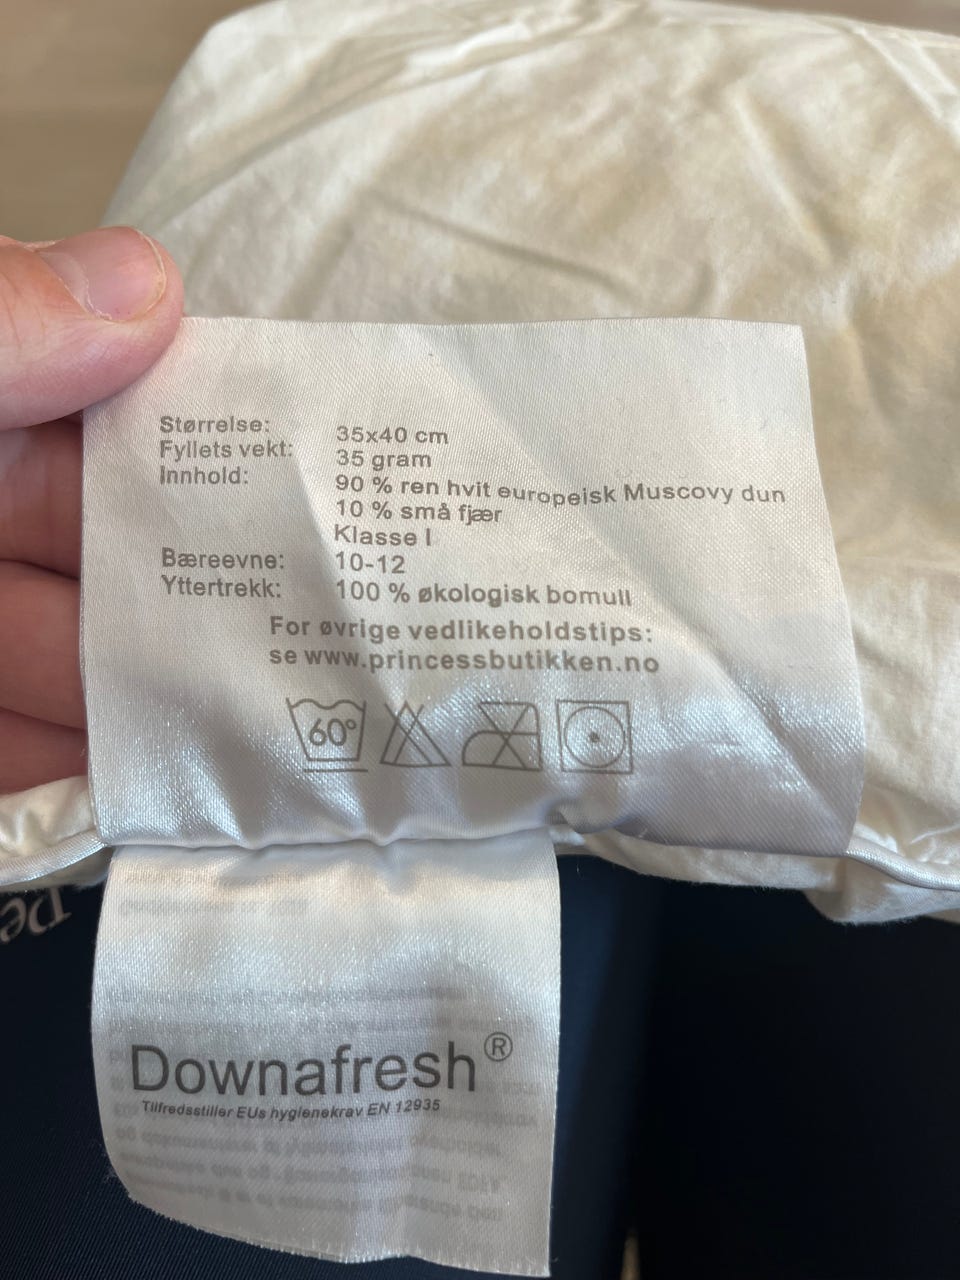 Størrelse: 35x40 cm
Fyllets vekt: 35 gram
Innhold: 90 % ren hvit europeisk Muscovy dun
10 % små fjær
Klasse I
Bæreevne: 10-12
Yttertrekk: 100 % økologisk bomull
For øvrige vedlikeholdstips:
se www.princessbutikken.no
60°
De
Downafresh®
Tilfredsstiller EUs hygienekrav EN 12935